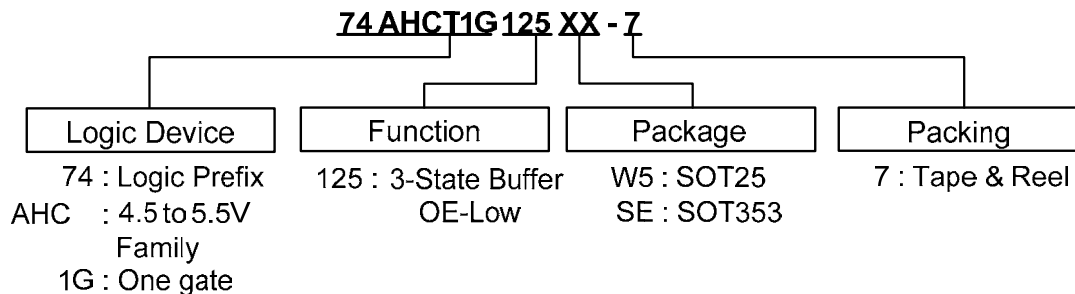 74 AHCT1G 125 XX - 7
Logic Device
74 : Logic Prefix
AHC : 4.5 to 5.5V
Family
1G : One gate
Function
125 : 3-State Buffer
OE-Low
Package
W5 : SOT25
SE : SOT353
Packing
7 : Tape & Reel